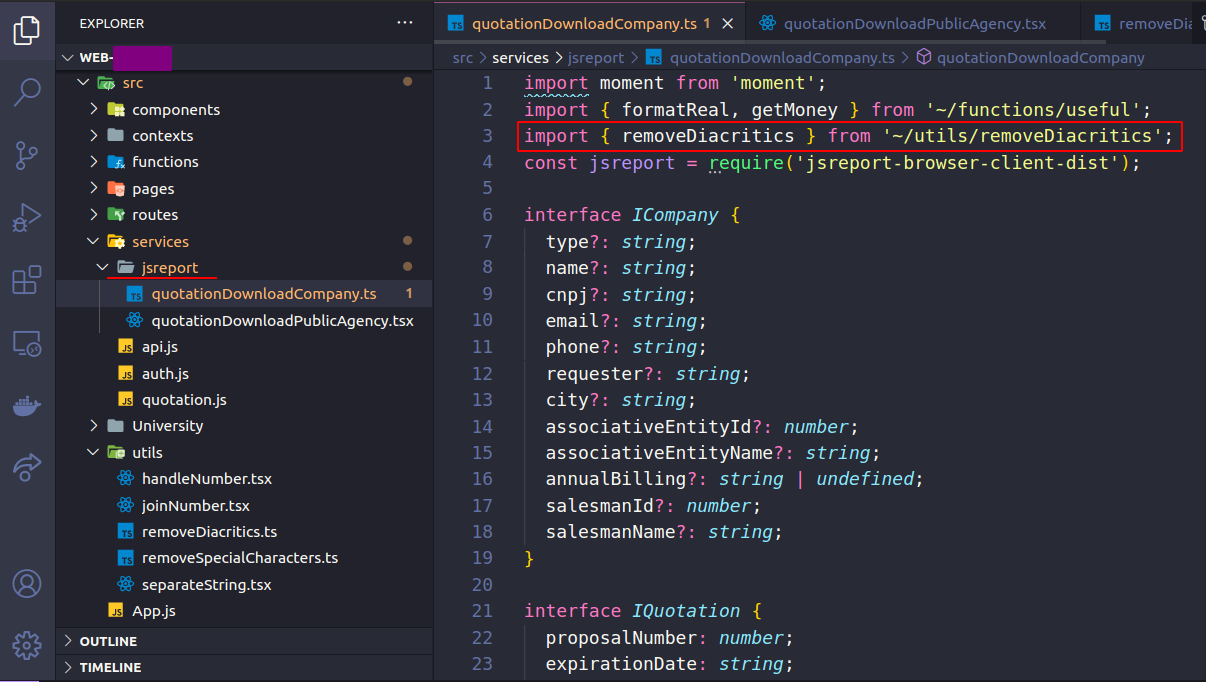 EXPLORER
WEB-
src
components
contexts
functions
pages
routes
services
jsreport
quotationDownloadCompany.ts 1
quotationDownloadPublicAgency.tsx
api.js
auth.js
quotation.js
University
utils
handleNumber.tsx
joinNumber.tsx
removeDiacritics.ts
removeSpecialCharacters.ts
separateString.tsx
App.js
OUTLINE
TIMELINE
quotationDownloadCompany.ts 1
quotationDownloadPublicAgency.tsx
removeDia
src > services > jsreport > quotationDownloadCompany.ts > quotationDownloadCompany
1 import moment from 'moment';
2 import { formatReal, getMoney } from '~/functions/useful';
3 import { removeDiacritics } from '~/utils/removeDiacritics';
4 const jsreport = require('jsreport-browser-client-dist');
5
6 interface ICompany {
7 type?: string;
8 name?: string;
9 cnpj?: string;
10 email?: string;
11 phone?: string;
12 requester?: string;
13 city?: string;
14 associativeEntityId?: number;
15 associativeEntityName?: string;
16 annualBilling?: string | undefined;
17 salesmanId?: number;
18 salesmanName?: string;
19 }
20
21 interface IQuotation {
22 proposalNumber: number;
23 expirationDate: string;